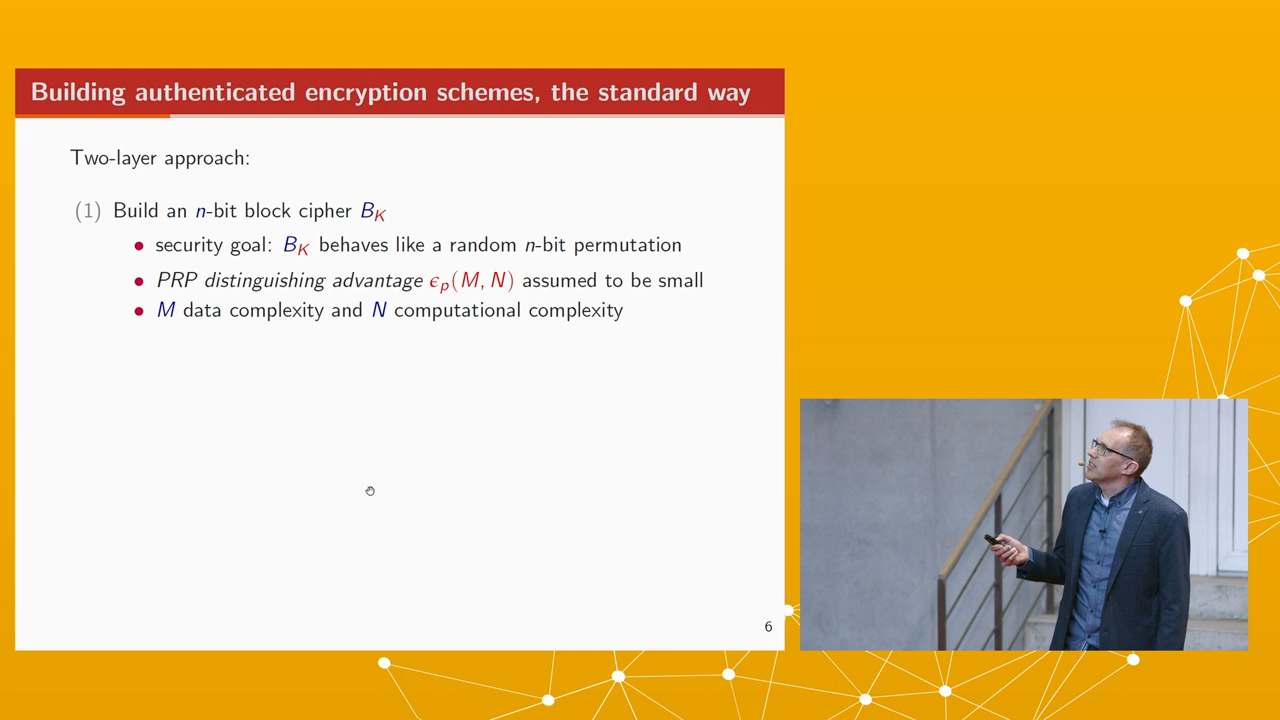 Building authenticated encryption schemes, the standard way
Two-layer approach:
(1) Build an n-bit block cipher B_K
• security goal: B_K behaves like a random n-bit permutation
• PRP distinguishing advantage ϵ_p(M, N) assumed to be small
• M data complexity and N computational complexity
6